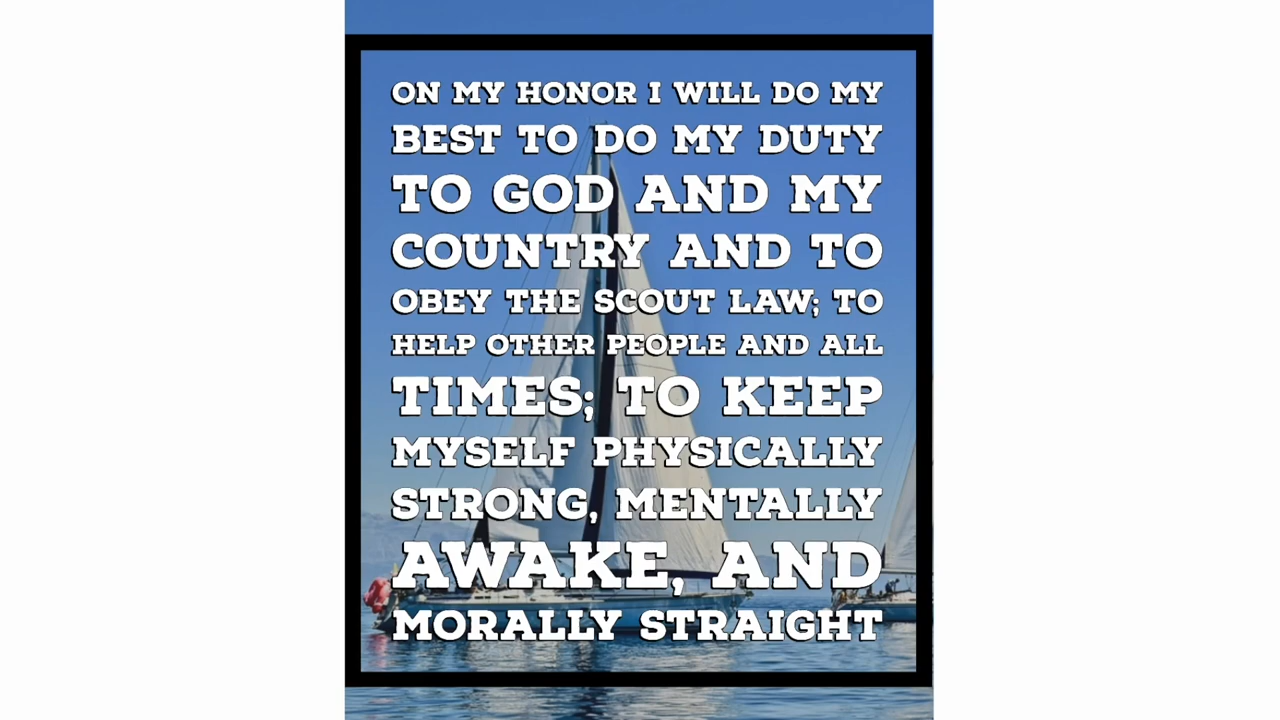 ON MY HONOR I WILL DO MY
BEST TO DO MY DUTY
TO GOD AND MY
COUNTRY AND TO
OBEY THE SCOUT LAW; TO
HELP OTHER PEOPLE AND ALL
TIMES; TO KEEP
MYSELF PHYSICALLY
STRONG, MENTALLY
AWAKE, AND
MORALLY STRAIGHT